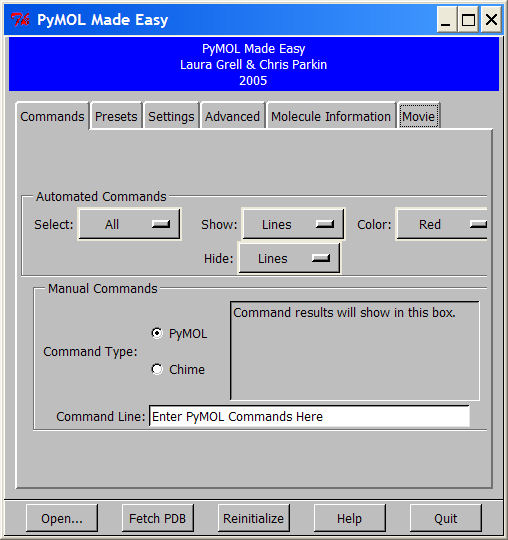 PyMOL Made Easy
PyMOL Made Easy
Laura Grell & Chris Parkin
2005
Commands Presets Settings Advanced Molecule Information Movie
Automated Commands
Select: All Show: Lines Color: Red
Hide: Lines
Manual Commands
Command results will show in this box.
PyMOL
Command Type:
Chime
Command Line: Enter PyMOL Commands Here
Open... Fetch PDB Reinitialize Help Quit